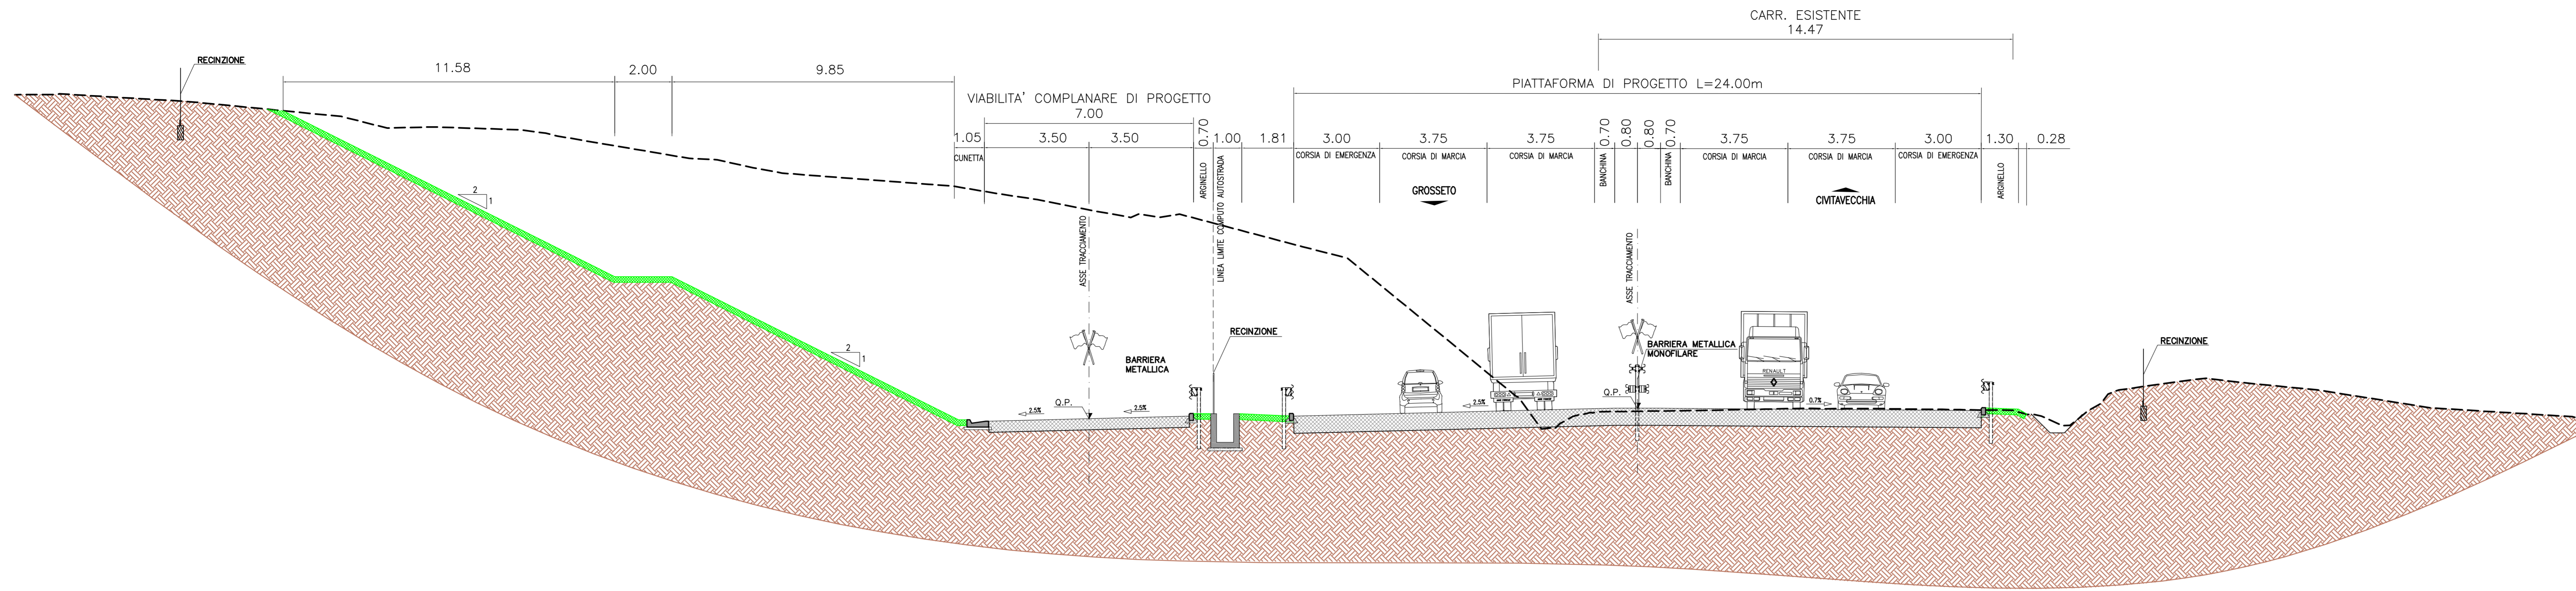 CARR. ESISTENTE
14.47
RECINZIONE
11.58
2.00
9.85
PIATTAFORMA DI PROGETTO L=24.00m
VIABILITA' COMPLANARE DI PROGETTO
7.00
1.05
3.50
3.50
0.70
1.00
1.81
3.00
3.75
3.75
0.70
0.80
0.80
0.70
3.75
3.75
3.00
1.30
0.28
CUNETTA
ARGINELLO
LINEA LIMITE COMPUTO AUTOSTRADA
CORSIA DI EMERGENZA
CORSIA DI MARCIA
CORSIA DI MARCIA
BANCHINA
BANCHINA
CORSIA DI MARCIA
CORSIA DI MARCIA
CORSIA DI EMERGENZA
ARGINELLO
GROSSETO
CIVITAVECCHIA
2
1
ASSE TRACCIAMENTO
ASSE TRACCIAMENTO
2
1
BARRIERA
METALLICA
RECINZIONE
BARRIERA METALLICA
MONOFILARE
RECINZIONE
RENAULT
Q.P.
Q.P.
2.5%
2.5%
2.5%
0.7%